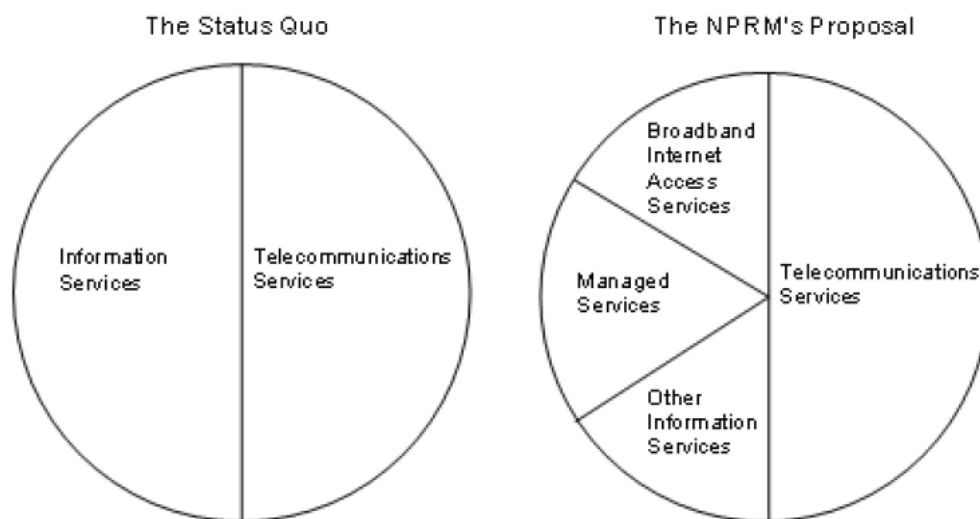 The Status Quo
Information
Services
Telecommunications
Services
The NPRM's Proposal
Broadband
Internet
Access
Services
Managed
Services
Other
Information
Services
Telecommunications
Services